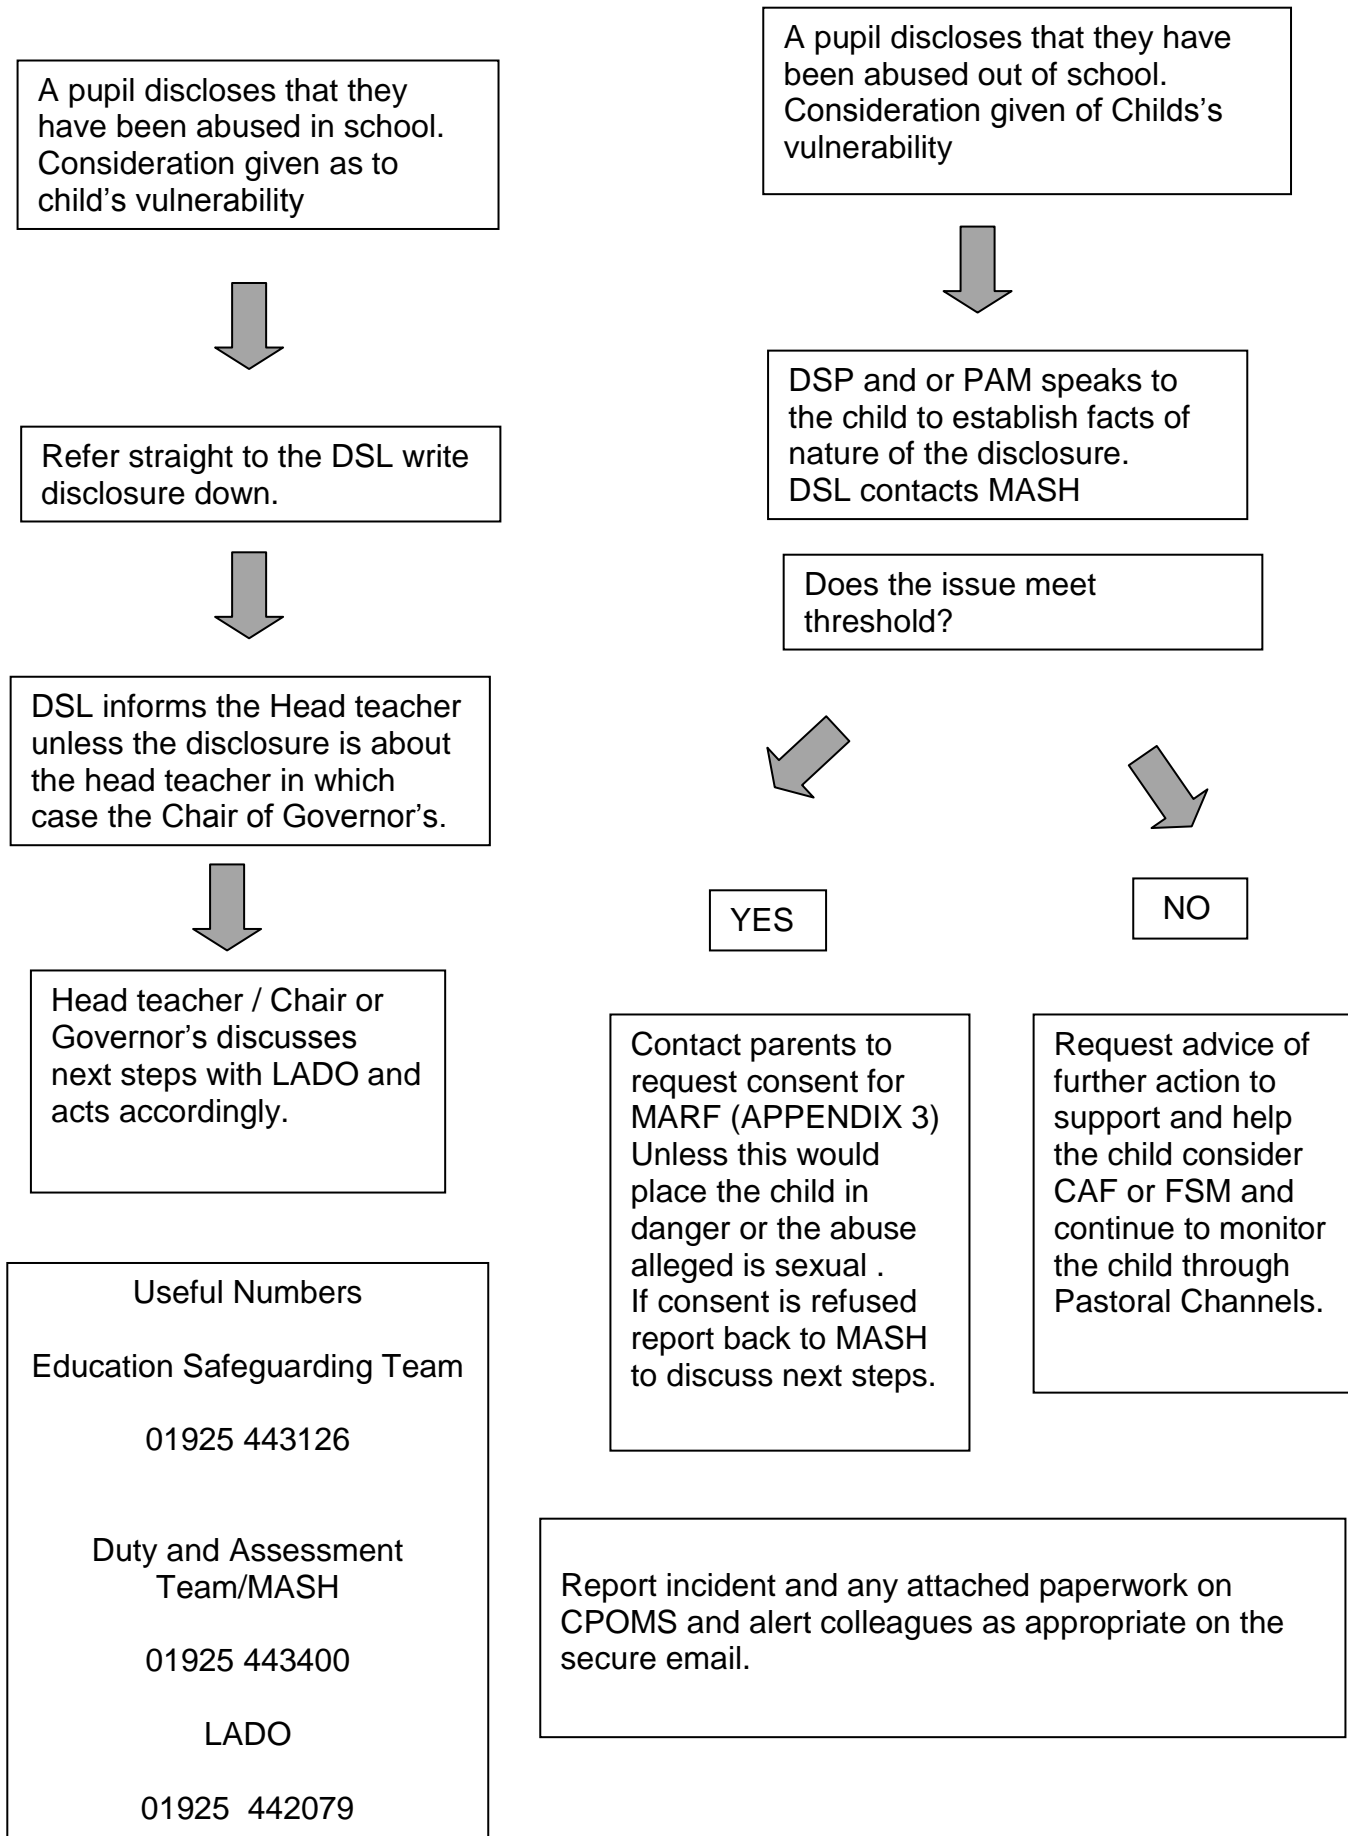 A pupil discloses that they
have been abused in school.
Consideration given as to
child’s vulnerability
Refer straight to the DSL write
disclosure down.
DSL informs the Head teacher
unless the disclosure is about
the head teacher in which
case the Chair of Governor’s.
Head teacher / Chair or
Governor’s discusses
next steps with LADO and
acts accordingly.
Useful Numbers
Education Safeguarding Team
01925 443126
Duty and Assessment
Team/MASH
01925 443400
LADO
01925  442079
A pupil discloses that they have
been abused out of school.
Consideration given of Childs’s
vulnerability
DSP and or PAM speaks to
the child to establish facts of
nature of the disclosure.
DSL contacts MASH
Does the issue meet
threshold?
YES
NO
Contact parents to
request consent for
MARF (APPENDIX 3)
Unless this would
place the child in
danger or the abuse
alleged is sexual .
If consent is refused
report back to MASH
to discuss next steps.
Request advice of
further action to
support and help
the child consider
CAF or FSM and
continue to monitor
the child through
Pastoral Channels.
Report incident and any attached paperwork on
CPOMS and alert colleagues as appropriate on the
secure email.